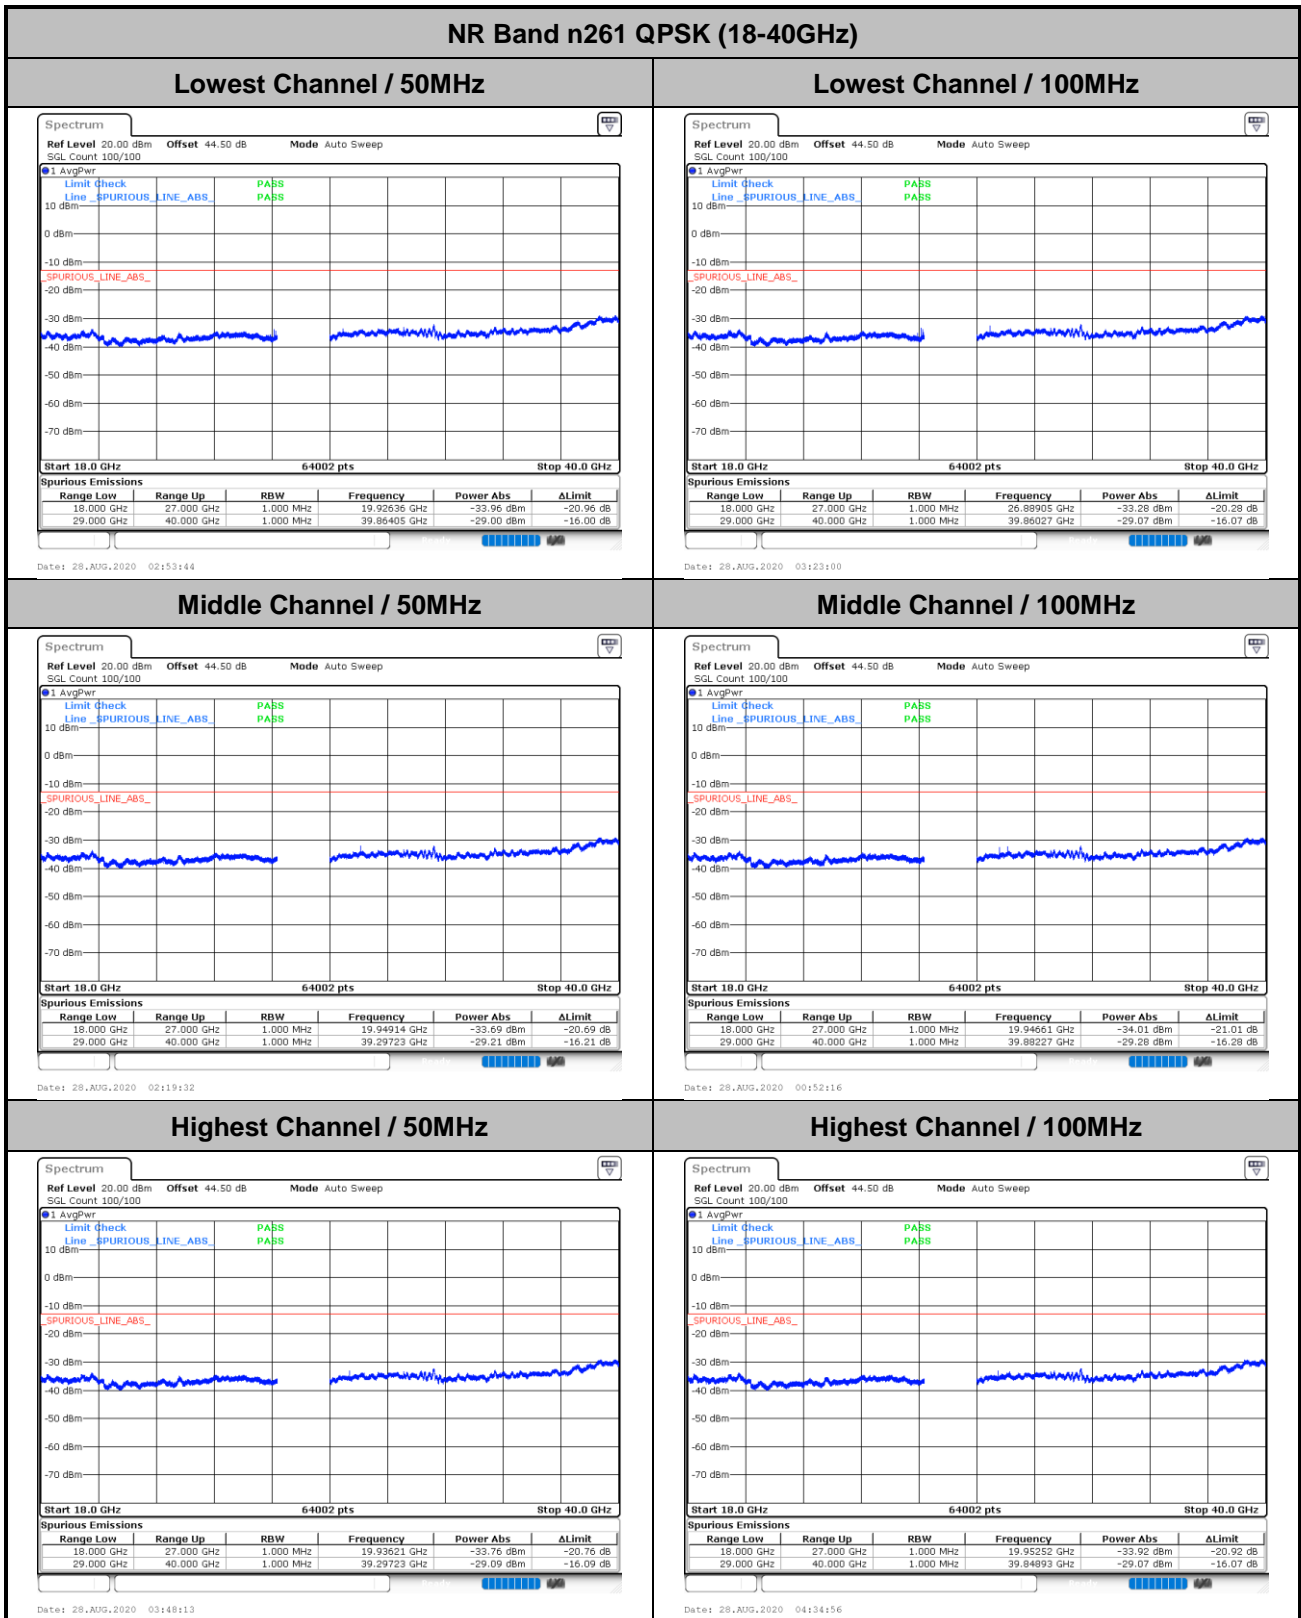 NR Band n261 QPSK (18-40GHz)
Lowest Channel / 50MHz
Spectrum
Ref Level 20.00 dBm Offset 44.50 dB Mode Auto Sweep
SGL Count 100/100
1 AvgPwr
Limit Check PASS
Line _SPURIOUS_LINE_ABS_ PASS
10 dBm
0 dBm
-10 dBm
_SPURIOUS_LINE_ABS_
-20 dBm
-30 dBm
-40 dBm
-50 dBm
-60 dBm
-70 dBm
Start 18.0 GHz 64002 pts Stop 40.0 GHz
Spurious Emissions
Range Low Range Up RBW Frequency Power Abs ΔLimit
18.000 GHz 27.000 GHz 1.000 MHz 19.92636 GHz -33.96 dBm -20.96 dB
29.000 GHz 40.000 GHz 1.000 MHz 39.86405 GHz -29.00 dBm -16.00 dB
Date: 28.AUG.2020 02:53:44
Lowest Channel / 100MHz
Spectrum
Ref Level 20.00 dBm Offset 44.50 dB Mode Auto Sweep
SGL Count 100/100
1 AvgPwr
Limit Check PASS
Line _SPURIOUS_LINE_ABS_ PASS
10 dBm
0 dBm
-10 dBm
_SPURIOUS_LINE_ABS_
-20 dBm
-30 dBm
-40 dBm
-50 dBm
-60 dBm
-70 dBm
Start 18.0 GHz 64002 pts Stop 40.0 GHz
Spurious Emissions
Range Low Range Up RBW Frequency Power Abs ΔLimit
18.000 GHz 27.000 GHz 1.000 MHz 26.88905 GHz -33.28 dBm -20.28 dB
29.000 GHz 40.000 GHz 1.000 MHz 39.86027 GHz -29.07 dBm -16.07 dB
Date: 28.AUG.2020 03:23:00
Middle Channel / 50MHz
Spectrum
Ref Level 20.00 dBm Offset 44.50 dB Mode Auto Sweep
SGL Count 100/100
1 AvgPwr
Limit Check PASS
Line _SPURIOUS_LINE_ABS_ PASS
10 dBm
0 dBm
-10 dBm
_SPURIOUS_LINE_ABS_
-20 dBm
-30 dBm
-40 dBm
-50 dBm
-60 dBm
-70 dBm
Start 18.0 GHz 64002 pts Stop 40.0 GHz
Spurious Emissions
Range Low Range Up RBW Frequency Power Abs ΔLimit
18.000 GHz 27.000 GHz 1.000 MHz 19.94914 GHz -33.69 dBm -20.69 dB
29.000 GHz 40.000 GHz 1.000 MHz 39.29723 GHz -29.21 dBm -16.21 dB
Date: 28.AUG.2020 02:19:32
Middle Channel / 100MHz
Spectrum
Ref Level 20.00 dBm Offset 44.50 dB Mode Auto Sweep
SGL Count 100/100
1 AvgPwr
Limit Check PASS
Line _SPURIOUS_LINE_ABS_ PASS
10 dBm
0 dBm
-10 dBm
_SPURIOUS_LINE_ABS_
-20 dBm
-30 dBm
-40 dBm
-50 dBm
-60 dBm
-70 dBm
Start 18.0 GHz 64002 pts Stop 40.0 GHz
Spurious Emissions
Range Low Range Up RBW Frequency Power Abs ΔLimit
18.000 GHz 27.000 GHz 1.000 MHz 19.94661 GHz -34.01 dBm -21.01 dB
29.000 GHz 40.000 GHz 1.000 MHz 39.88227 GHz -29.28 dBm -16.28 dB
Date: 28.AUG.2020 00:52:16
Highest Channel / 50MHz
Spectrum
Ref Level 20.00 dBm Offset 44.50 dB Mode Auto Sweep
SGL Count 100/100
1 AvgPwr
Limit Check PASS
Line _SPURIOUS_LINE_ABS_ PASS
10 dBm
0 dBm
-10 dBm
_SPURIOUS_LINE_ABS_
-20 dBm
-30 dBm
-40 dBm
-50 dBm
-60 dBm
-70 dBm
Start 18.0 GHz 64002 pts Stop 40.0 GHz
Spurious Emissions
Range Low Range Up RBW Frequency Power Abs ΔLimit
18.000 GHz 27.000 GHz 1.000 MHz 19.93621 GHz -33.76 dBm -20.76 dB
29.000 GHz 40.000 GHz 1.000 MHz 39.29723 GHz -29.09 dBm -16.09 dB
Date: 28.AUG.2020 03:48:13
Highest Channel / 100MHz
Spectrum
Ref Level 20.00 dBm Offset 44.50 dB Mode Auto Sweep
SGL Count 100/100
1 AvgPwr
Limit Check PASS
Line _SPURIOUS_LINE_ABS_ PASS
10 dBm
0 dBm
-10 dBm
_SPURIOUS_LINE_ABS_
-20 dBm
-30 dBm
-40 dBm
-50 dBm
-60 dBm
-70 dBm
Start 18.0 GHz 64002 pts Stop 40.0 GHz
Spurious Emissions
Range Low Range Up RBW Frequency Power Abs ΔLimit
18.000 GHz 27.000 GHz 1.000 MHz 19.95252 GHz -33.92 dBm -20.92 dB
29.000 GHz 40.000 GHz 1.000 MHz 39.84893 GHz -29.07 dBm -16.07 dB
Date: 28.AUG.2020 04:34:56